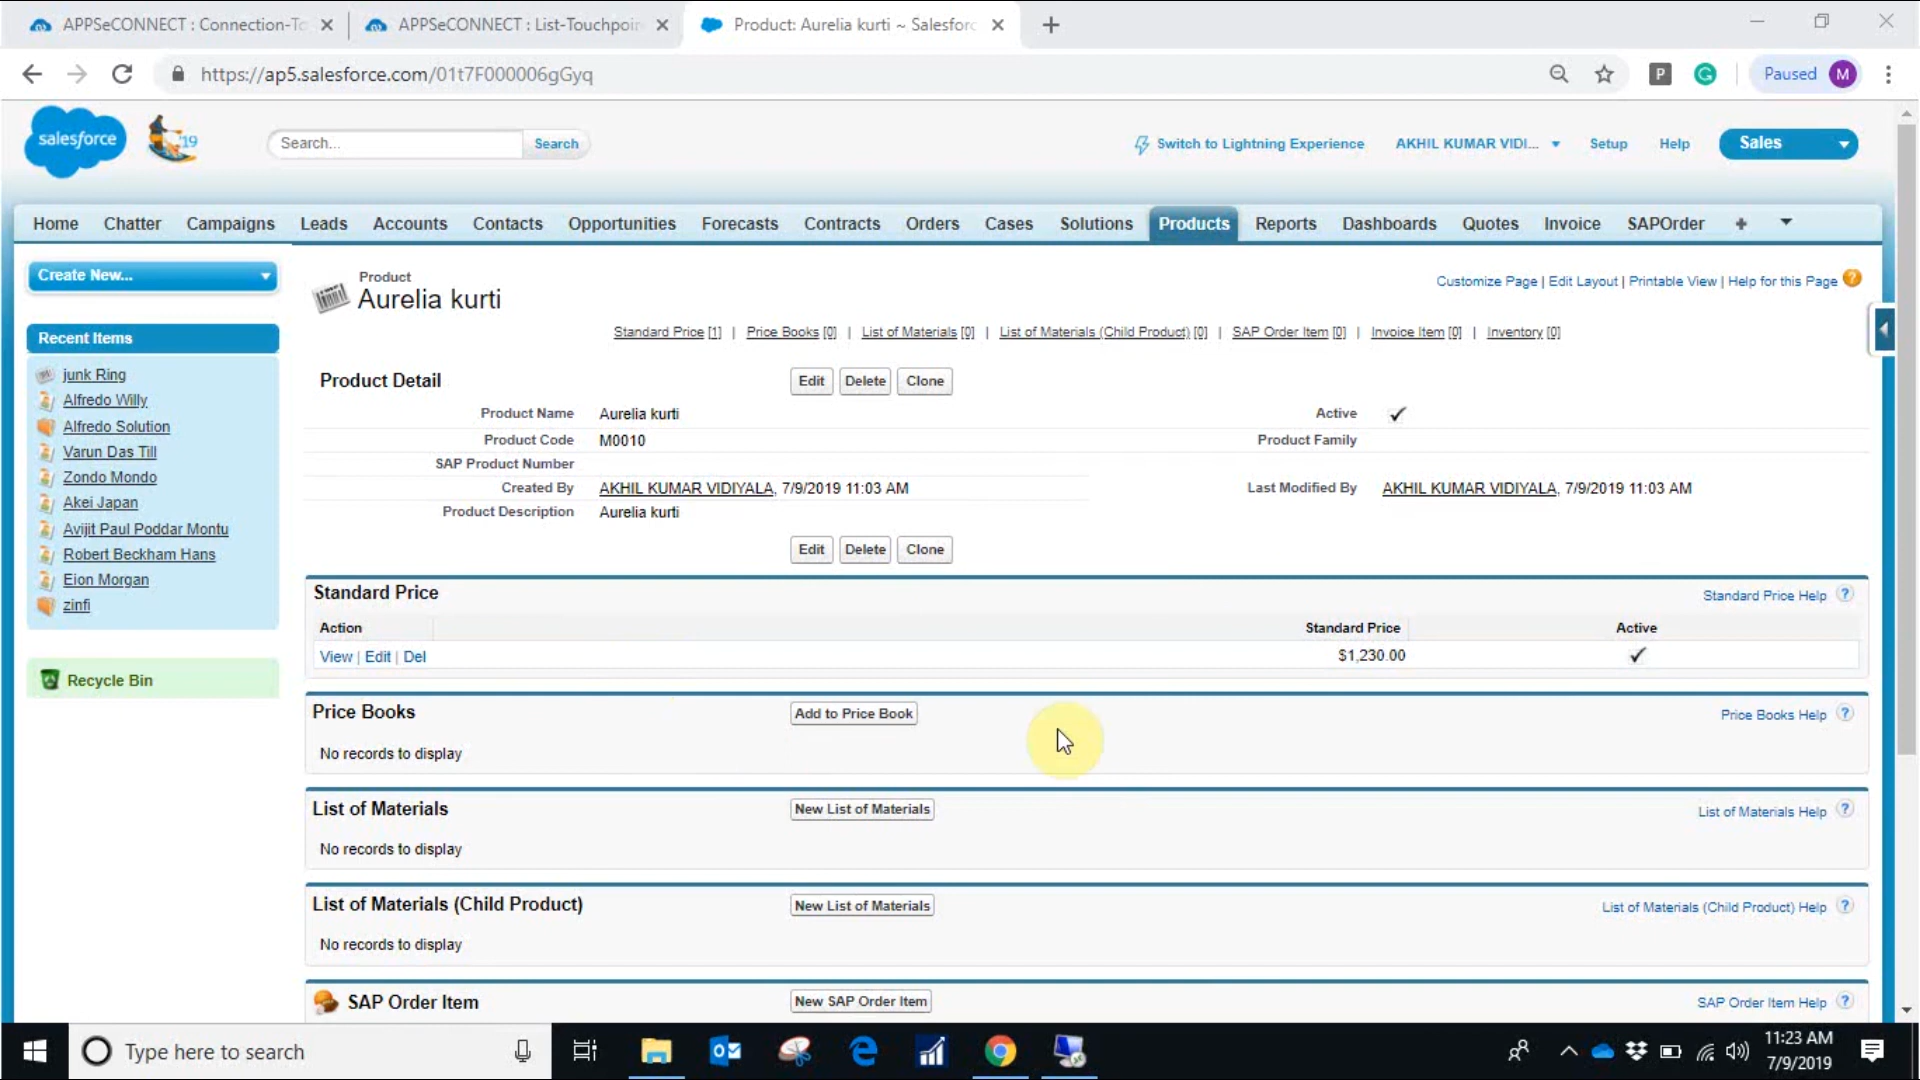 APPSeCONNECT : Connection-To
APPSeCONNECT : List-Touchpoin
Product: Aurelia kurti ~ Salesforc
https://ap5.salesforce.com/01t7F000006gGyq
P
G
Paused
M
salesforce
'19
Search...
Search
Switch to Lightning Experience
AKHIL KUMAR VIDI...
Setup
Help
Sales
Home
Chatter
Campaigns
Leads
Accounts
Contacts
Opportunities
Forecasts
Contracts
Orders
Cases
Solutions
Products
Reports
Dashboards
Quotes
Invoice
SAPOrder
+
Create New...
Recent Items
junk Ring
Alfredo Willy
Alfredo Solution
Varun Das Till
Zondo Mondo
Akei Japan
Avijit Paul Poddar Montu
Robert Beckham Hans
Eion Morgan
zinfi
Recycle Bin
Product
Aurelia kurti
Customize Page | Edit Layout | Printable View | Help for this Page ?
Standard Price [1] | Price Books [0] | List of Materials [0] | List of Materials (Child Product) [0] | SAP Order Item [0] | Invoice Item [0] | Inventory [0]
Product Detail
Edit
Delete
Clone
Product Name Aurelia kurti
Active ✓
Product Code M0010
Product Family
SAP Product Number
Created By AKHIL KUMAR VIDIYALA, 7/9/2019 11:03 AM
Last Modified By AKHIL KUMAR VIDIYALA, 7/9/2019 11:03 AM
Product Description Aurelia kurti
Edit
Delete
Clone
Standard Price
Standard Price Help ?
Action
Standard Price
Active
View | Edit | Del
$1,230.00
✓
Price Books
Add to Price Book
Price Books Help ?
No records to display
List of Materials
New List of Materials
List of Materials Help ?
No records to display
List of Materials (Child Product)
New List of Materials
List of Materials (Child Product) Help ?
No records to display
SAP Order Item
New SAP Order Item
SAP Order Item Help ?
Type here to search
11:23 AM
7/9/2019